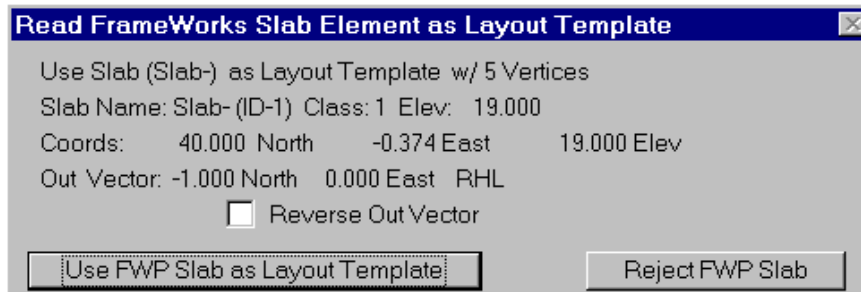 Read FrameWorks Slab Element as Layout Template
Use Slab (Slab-) as Layout Template w/ 5 Vertices
Slab Name: Slab- (ID-1) Class: 1 Elev: 19.000
Coords: 40.000 North -0.374 East 19.000 Elev
Out Vector: -1.000 North 0.000 East RHL
Reverse Out Vector
Use FWP Slab as Layout Template Reject FWP Slab